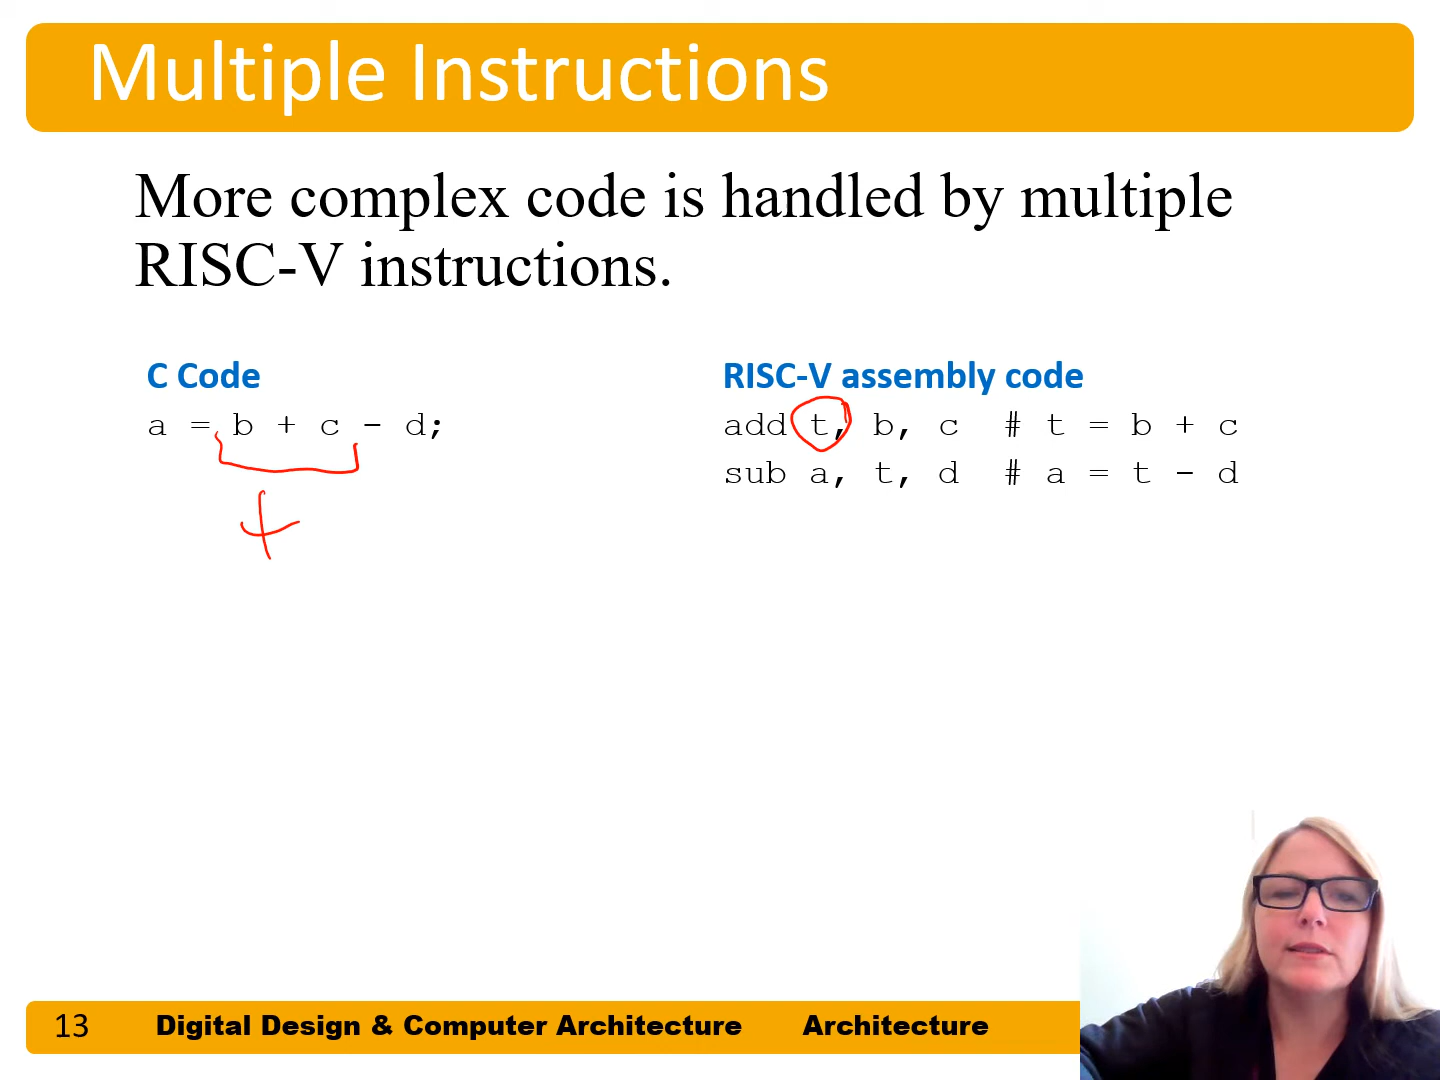 Multiple Instructions
More complex code is handled by multiple
RISC-V instructions.
C Code
a = b + c - d;
+
RISC-V assembly code
add t, b, c # t = b + c
sub a, t, d # a = t - d
13 Digital Design & Computer Architecture Architecture